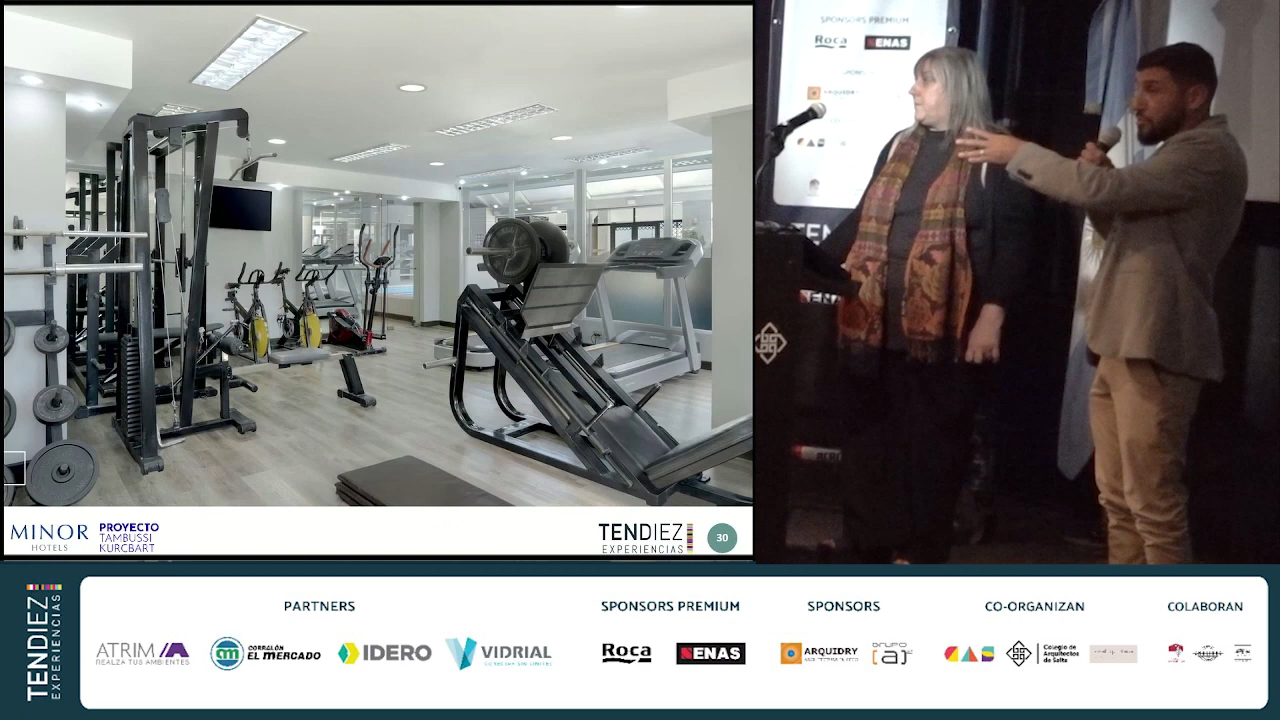 SPONSORS PREMIUM
Roca
ENAS
ARQUIDRY
MINOR
HOTELS
PROYECTO
TAMBUSSI
KURCBART
TENDIEZ
EXPERIENCIAS
30
TENDIEZ
EXPERIENCIAS
PARTNERS
SPONSORS PREMIUM
SPONSORS
CO-ORGANIZAN
COLABORAN
ATRIM
REALZA TUS AMBIENTES
CORRALÓN
EL MERCADO
IDERO
VIDRIAL
Roca
ENAS
ARQUIDRY
GRUPO
[a]
CAS
Colegio de
Arquitectos
de Salta